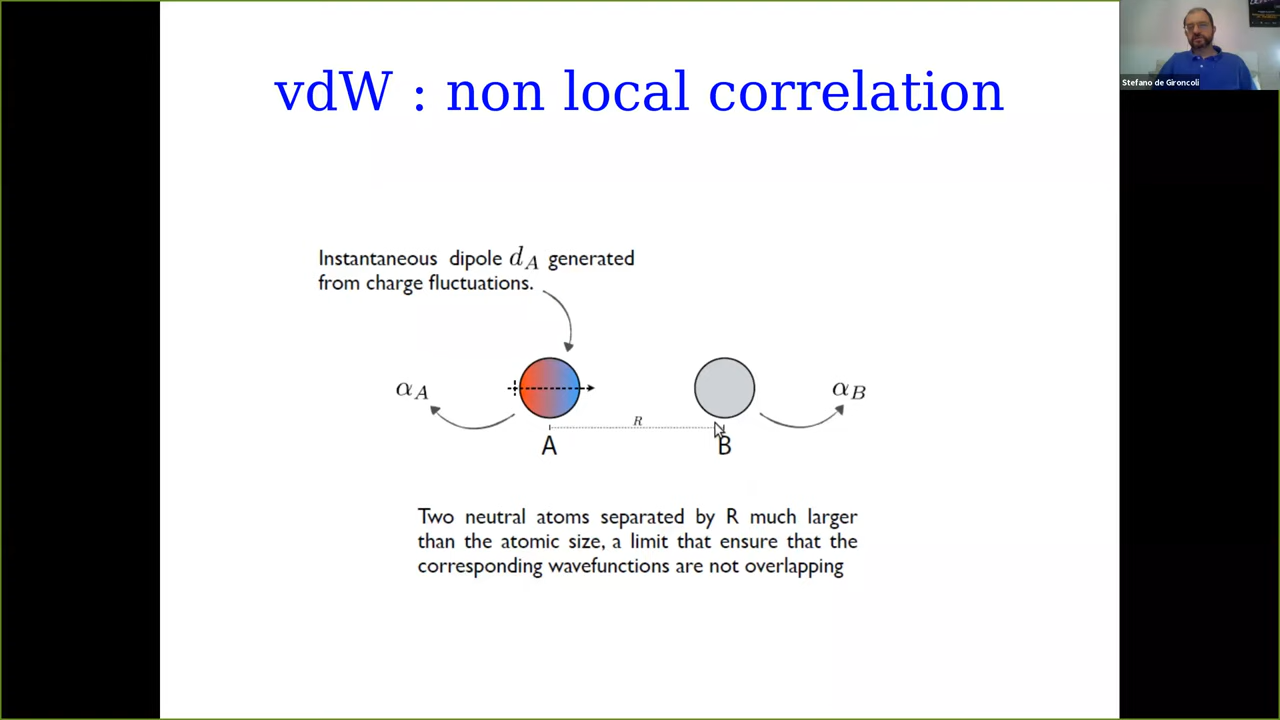 vdW : non local correlation
Stefano de Gironcoli
Instantaneous dipole d_A generated
from charge fluctuations.
α_A
α_B
R
A
B
Two neutral atoms separated by R much larger
than the atomic size, a limit that ensure that the
corresponding wavefunctions are not overlapping